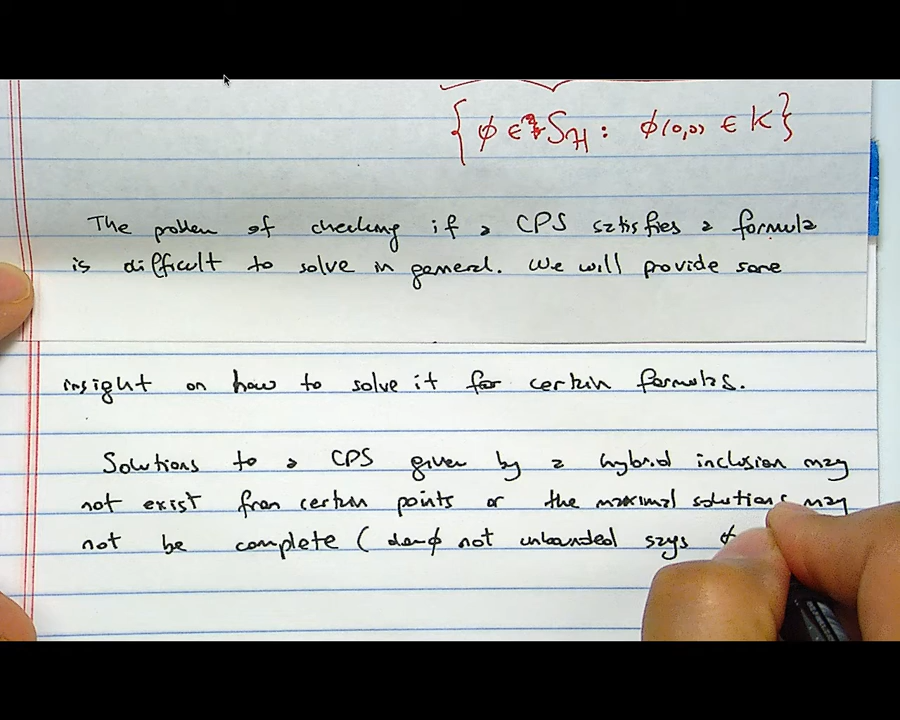 { φ ∈ S_H : φ(0,0) ∈ K }
The problem of checking if a CPS satisfies a formula
is difficult to solve in general. We will provide some
insight on how to solve it for certain formulas.
Solutions to a CPS given by a hybrid inclusion may
not exist from certain points or the maximal solutions may
not be complete ( dom φ not unbounded says φ